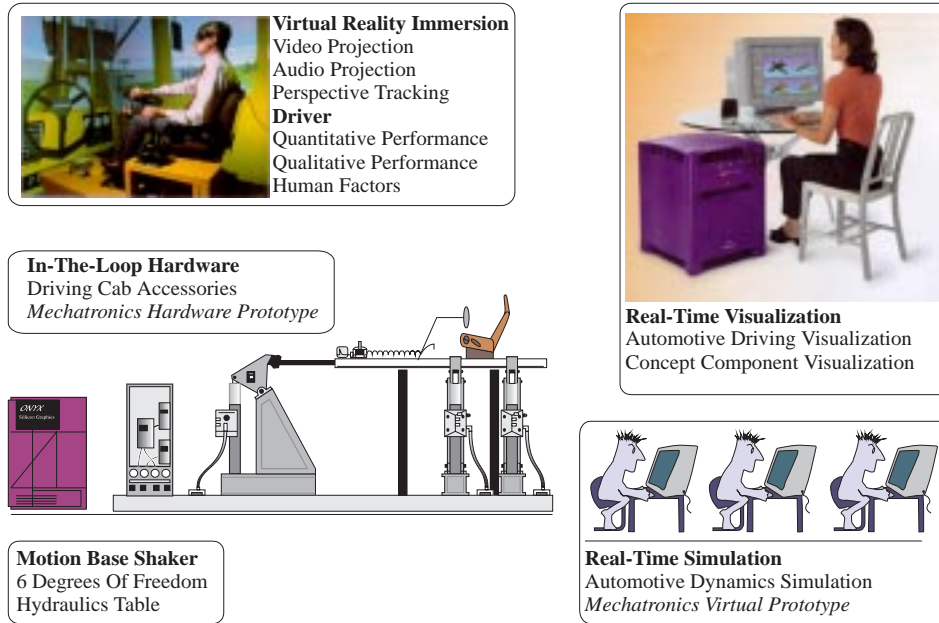 Virtual Reality Immersion
Video Projection
Audio Projection
Perspective Tracking
Driver
Quantitative Performance
Qualitative Performance
Human Factors
In-The-Loop Hardware
Driving Cab Accessories
Mechatronics Hardware Prototype
Real-Time Visualization
Automotive Driving Visualization
Concept Component Visualization
ONYX
Silicon Graphics
Motion Base Shaker
6 Degrees Of Freedom
Hydraulics Table
Real-Time Simulation
Automotive Dynamics Simulation
Mechatronics Virtual Prototype